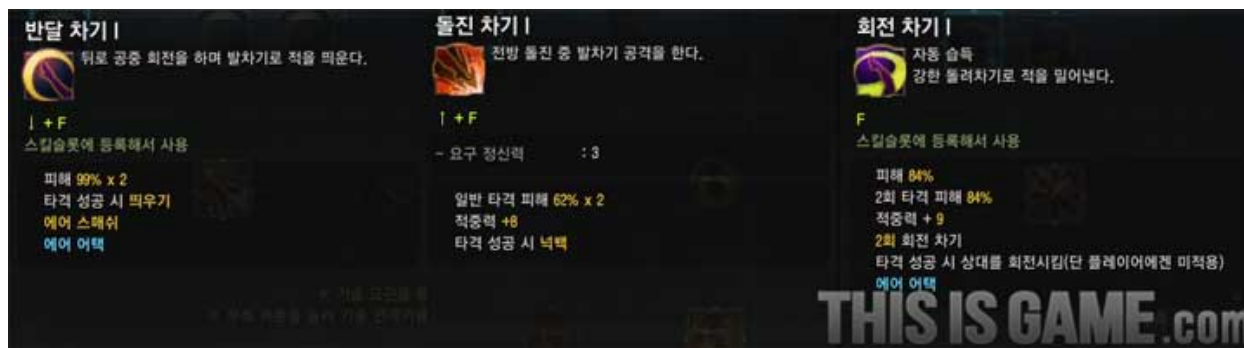 반달 차기 I
뒤로 공중 회전을 하며 발차기로 적을 띄운다.
↓ + F
스킬슬롯에 등록해서 사용
피해 99% x 2
타격 성공 시 띄우기
에어 스매쉬
에어 어택
돌진 차기 I
전방 돌진 중 발차기 공격을 한다.
↑ + F
- 요구 정신력 : 3
일반 타격 피해 62% x 2
적중력 +8
타격 성공 시 넉백
회전 차기 I
자동 습득
강한 돌려차기로 적을 밀어낸다.
F
스킬슬롯에 등록해서 사용
피해 84%
2회 타격 피해 84%
적중력 + 9
2회 회전 차기
타격 성공 시 상대를 회전시킴(단 플레이어에겐 미적용)
에어 어택
THIS IS GAME.com